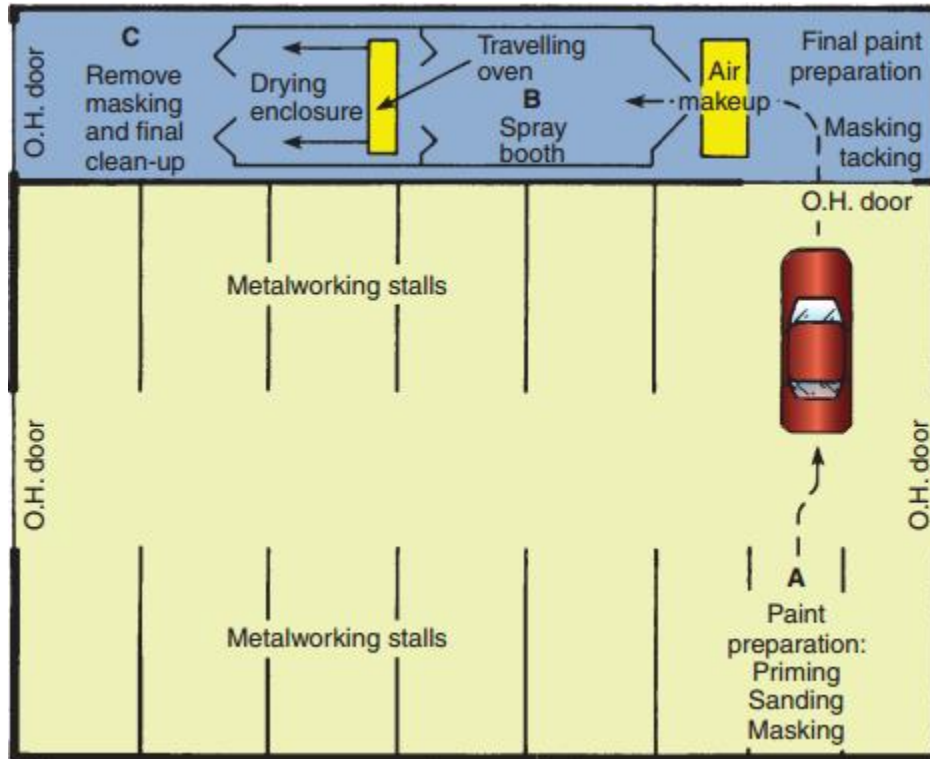 O.H. door
C
Remove
masking
and final
clean-up
Drying
enclosure
Travelling
oven
B
Spray
booth
Air
makeup
Final paint
preparation
Masking
tacking
O.H. door
Metalworking stalls
O.H. door
O.H. door
Metalworking stalls
A
Paint
preparation:
Priming
Sanding
Masking